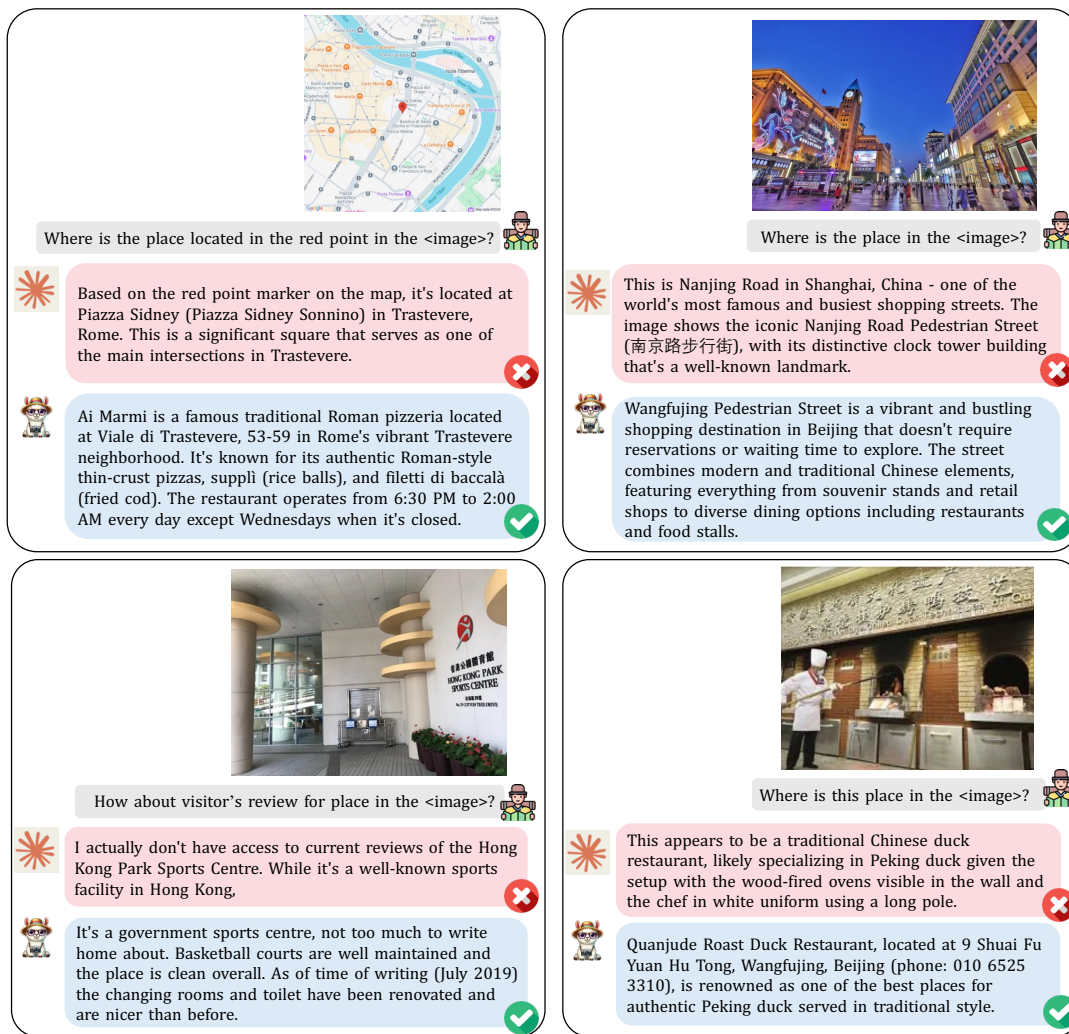 Where is the place located in the red point in the <image>?
Based on the red point marker on the map, it's located at
Piazza Sidney (Piazza Sidney Sonnino) in Trastevere,
Rome. This is a significant square that serves as one of
the main intersections in Trastevere.
Ai Marmi is a famous traditional Roman pizzeria located
at Viale di Trastevere, 53-59 in Rome's vibrant Trastevere
neighborhood. It's known for its authentic Roman-style
thin-crust pizzas, supplì (rice balls), and filetti di baccalà
(fried cod). The restaurant operates from 6:30 PM to 2:00
AM every day except Wednesdays when it's closed.
Where is the place in the <image>?
This is Nanjing Road in Shanghai, China - one of the
world's most famous and busiest shopping streets. The
image shows the iconic Nanjing Road Pedestrian Street
(南京路步行街), with its distinctive clock tower building
that's a well-known landmark.
Wangfujing Pedestrian Street is a vibrant and bustling
shopping destination in Beijing that doesn't require
reservations or waiting time to explore. The street
combines modern and traditional Chinese elements,
featuring everything from souvenir stands and retail
shops to diverse dining options including restaurants
and food stalls.
香港公園體育館
HONG KONG PARK
SPORTS CENTRE
How about visitor's review for place in the <image>?
I actually don't have access to current reviews of the Hong
Kong Park Sports Centre. While it's a well-known sports
facility in Hong Kong,
It's a government sports centre, not too much to write
home about. Basketball courts are well maintained and
the place is clean overall. As of time of writing (July 2019)
the changing rooms and toilet have been renovated and
are nicer than before.
Where is this place in the <image>?
This appears to be a traditional Chinese duck
restaurant, likely specializing in Peking duck given the
setup with the wood-fired ovens visible in the wall and
the chef in white uniform using a long pole.
Quanjude Roast Duck Restaurant, located at 9 Shuai Fu
Yuan Hu Tong, Wangfujing, Beijing (phone: 010 6525
3310), is renowned as one of the best places for
authentic Peking duck served in traditional style.